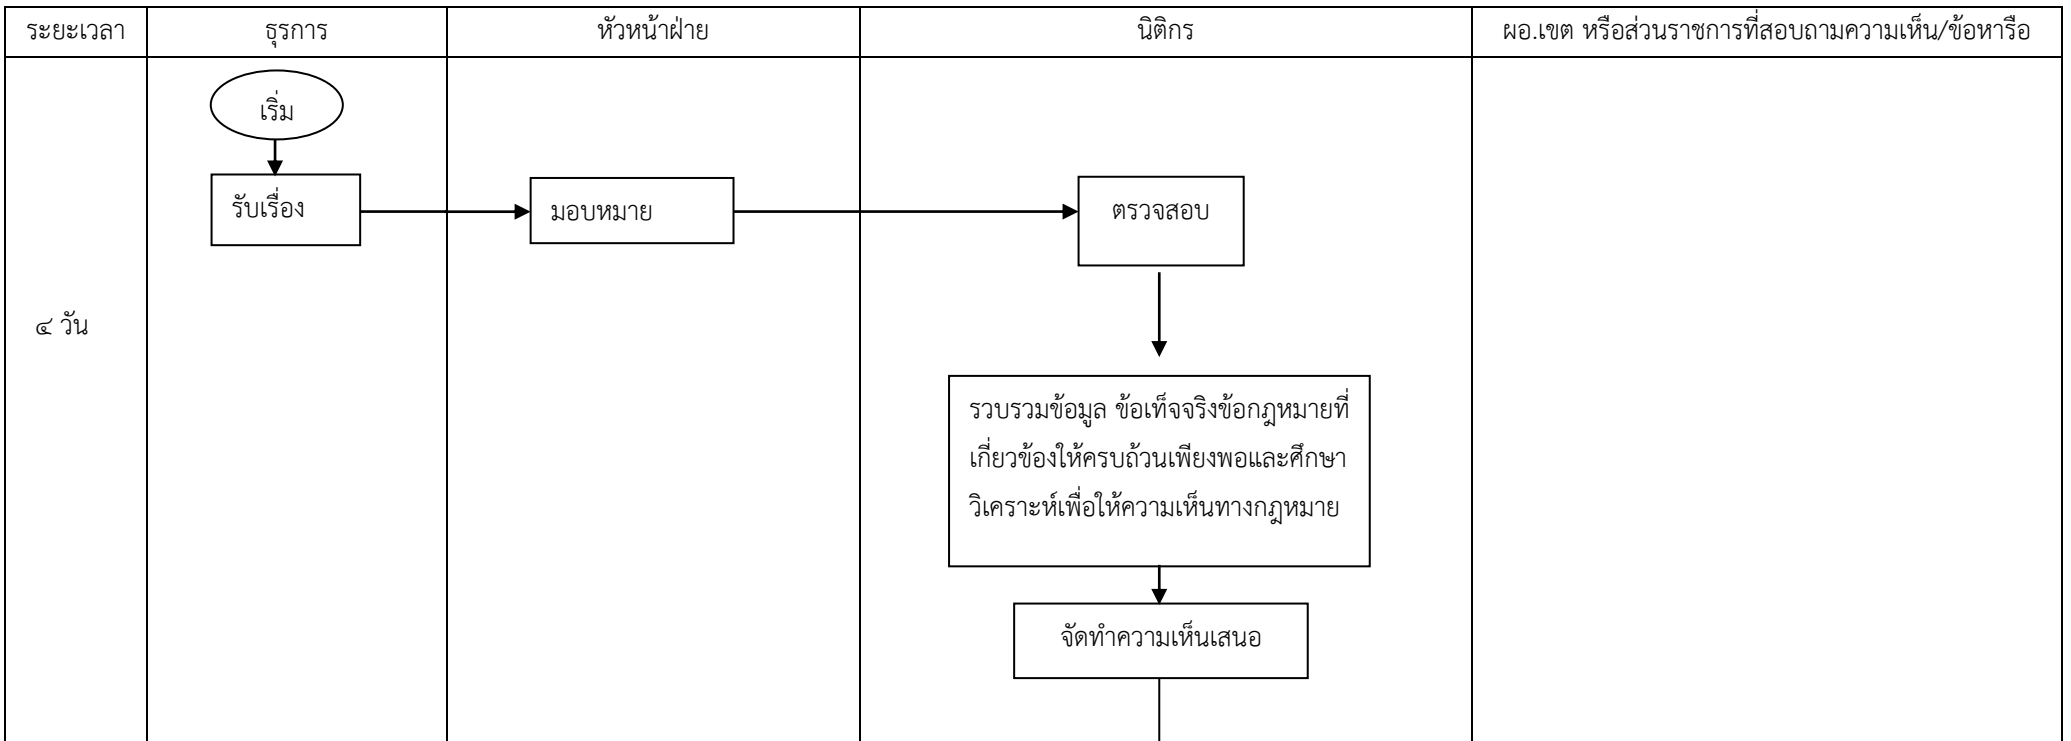 ระยะเวลา
ธุรการ
หัวหน้าฝ่าย
นิติกร
ผอ.เขต หรือส่วนราชการที่สอบถามความเห็น/ข้อหารือ
เริ่ม
รับเรื่อง
มอบหมาย
ตรวจสอบ
๔ วัน
รวบรวมข้อมูล ข้อเท็จจริงข้อกฎหมายที่
เกี่ยวข้องให้ครบถ้วนเพียงพอและศึกษา
วิเคราะห์เพื่อให้ความเห็นทางกฎหมาย
จัดทำความเห็นเสนอ